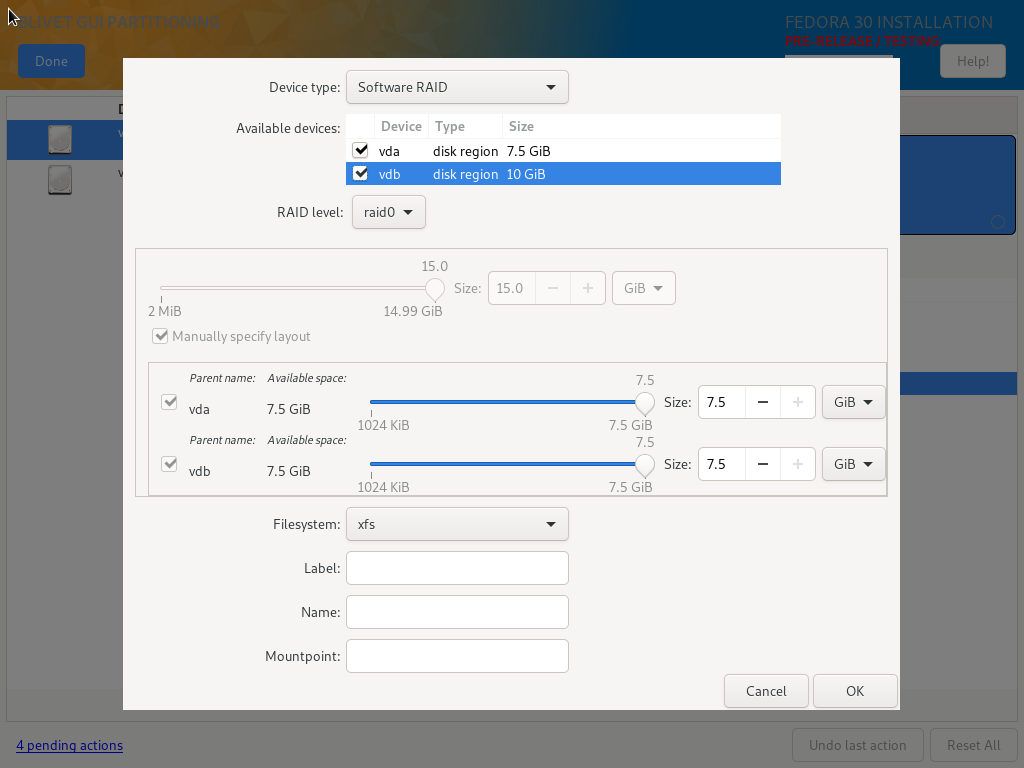 BLIVET GUI PARTITIONING
FEDORA 30 INSTALLATION
PRE-RELEASE / TESTING
Done
Help!
Device type: Software RAID
Available devices:
Device Type Size
vda disk region 7.5 GiB
vdb disk region 10 GiB
RAID level: raid0
15.0
Size: 15.0 − + GiB
2 MiB 14.99 GiB
Manually specify layout
Parent name: Available space:
7.5
vda 7.5 GiB Size: 7.5 − + GiB
1024 KiB 7.5 GiB
Parent name: Available space:
7.5
vdb 7.5 GiB Size: 7.5 − + GiB
1024 KiB 7.5 GiB
Filesystem: xfs
Label:
Name:
Mountpoint:
Cancel OK
4 pending actions
Undo last action Reset All